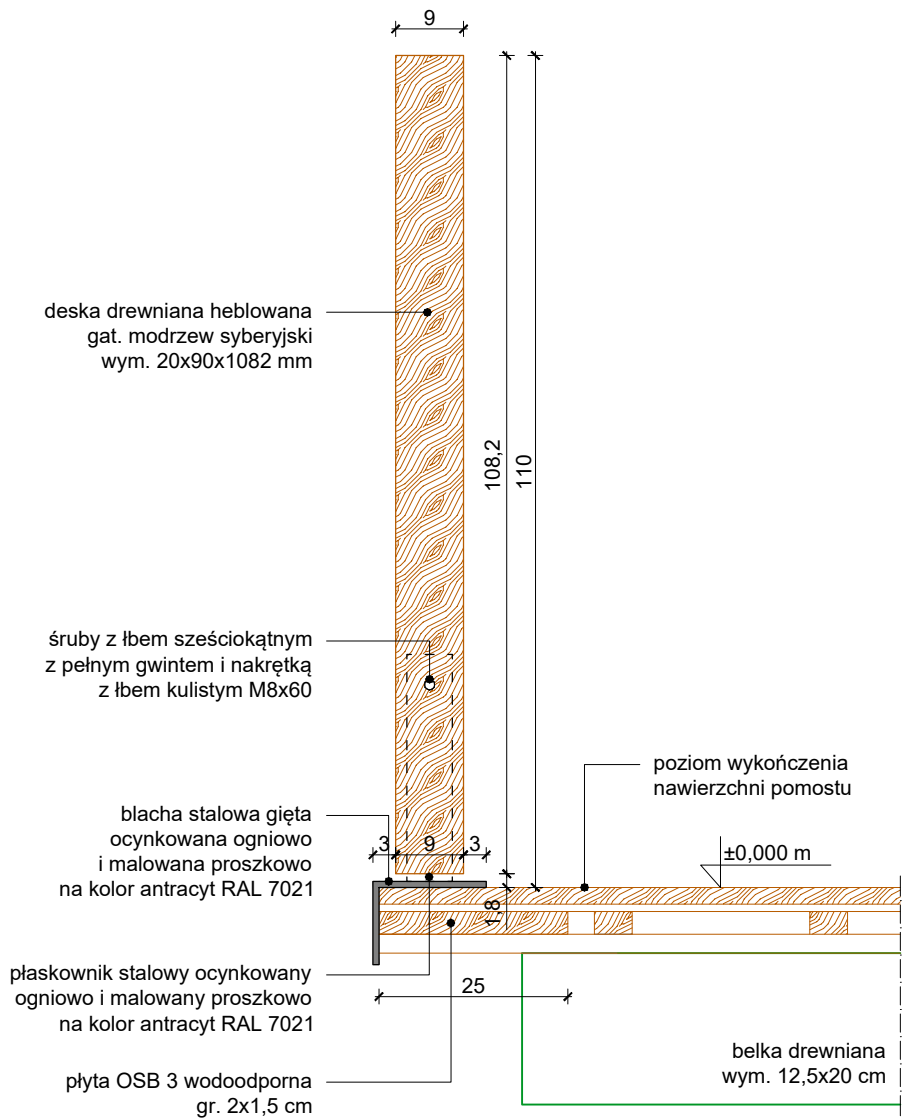 9
deska drewniana heblowana
gat. modrzew syberyjski
wym. 20x90x1082 mm
108,2
110
śruby z łbem sześciokątnym
z pełnym gwintem i nakrętką
z łbem kulistym M8x60
poziom wykończenia
nawierzchni pomostu
blacha stalowa gięta
ocynkowana ogniowo
i malowana proszkowo
na kolor antracyt RAL 7021
3 9 3
±0,000 m
1,8
płaskownik stalowy ocynkowany
ogniowo i malowany proszkowo
na kolor antracyt RAL 7021
25
belka drewniana
wym. 12,5x20 cm
płyta OSB 3 wodoodporna
gr. 2x1,5 cm